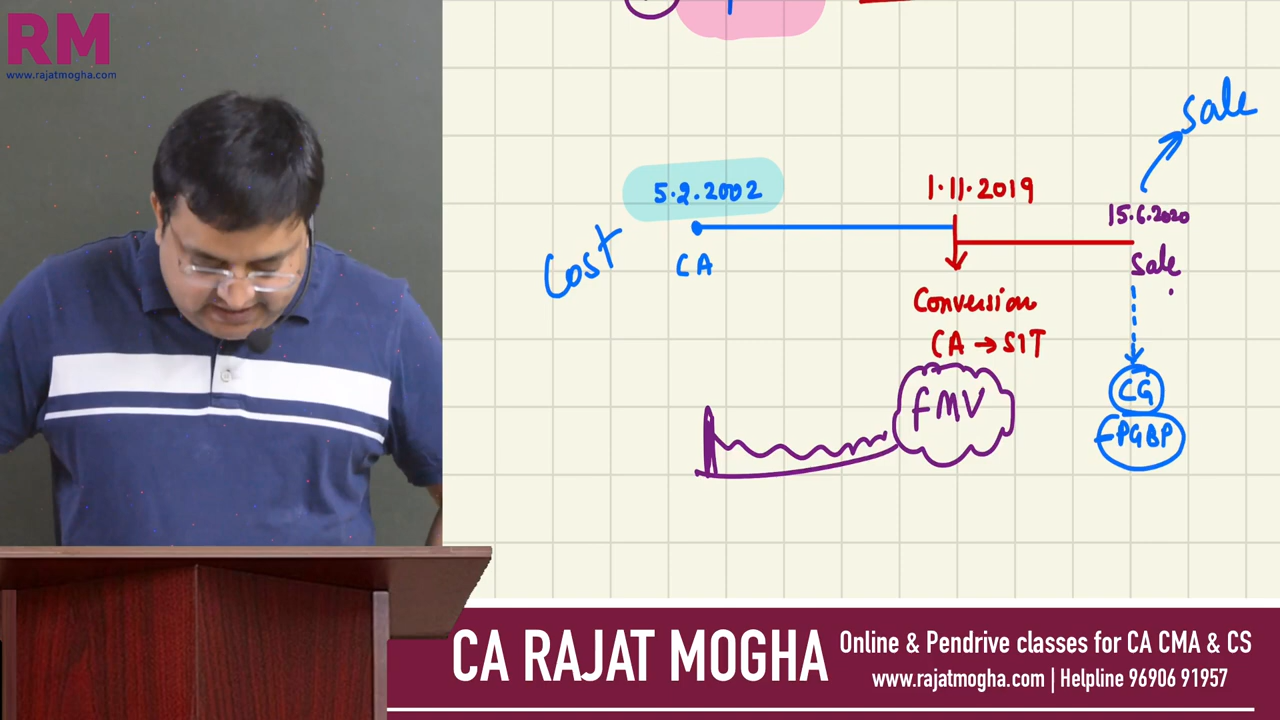 RM
www.rajatmogha.com
sale
5.2.2002
1.11.2019
15.6.2020
Cost
CA
sale
Conversion
CA → SIT
FMV
CG
FPGBP
CA RAJAT MOGHA
Online & Pendrive classes for CA CMA & CS
www.rajatmogha.com | Helpline 96906 91957